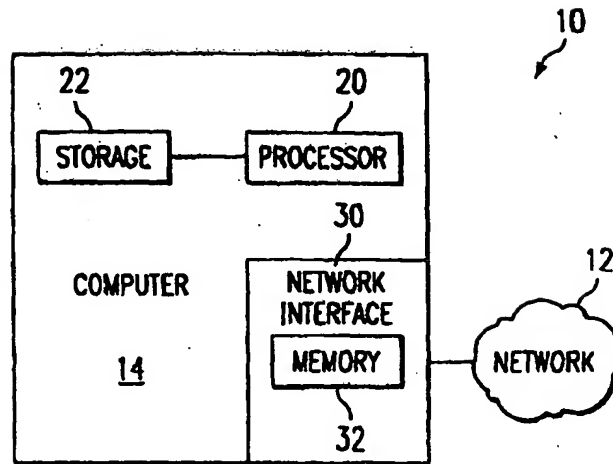 10
22
20
STORAGE
PROCESSOR
30
12
COMPUTER
NETWORK
INTERFACE
MEMORY
NETWORK
14
32